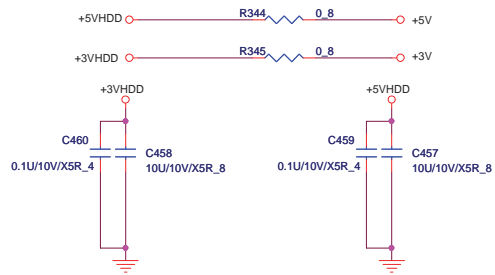 +5VHDD R344 0_8 +5V
+3VHDD R345 0_8 +3V
+3VHDD +5VHDD
C460 C459
C458 C457
0.1U/10V/X5R_4 10U/10V/X5R_8 0.1U/10V/X5R_4 10U/10V/X5R_8